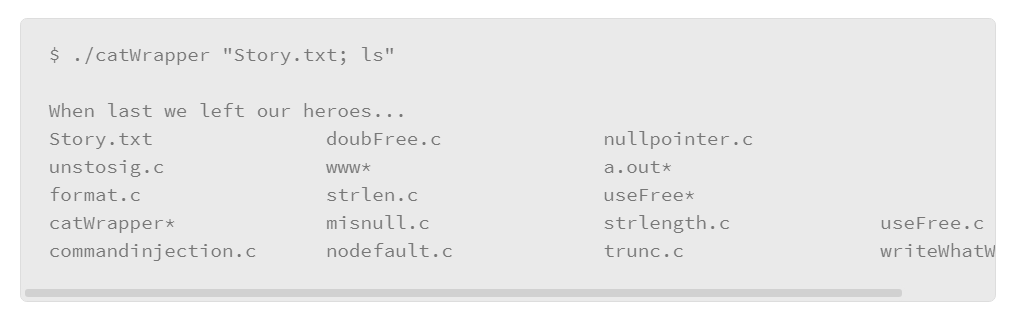 $ ./catWrapper "Story.txt; ls"
When last we left our heroes...
Story.txt doubFree.c nullpointer.c
unstosig.c www* a.out*
format.c strlen.c useFree*
catWrapper* misnull.c strlength.c useFree.c
commandinjection.c nodefault.c trunc.c writeWhatW